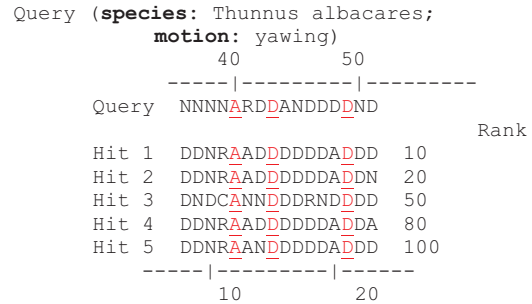 Query (species: Thunnus albacares;
motion: yawing)
40 50
-----|---------|---------
Query NNNNARDDANDDDDND
Rank
Hit 1 DDNRAADDDDDDADDD 10
Hit 2 DDNRAADDDDDDADDN 20
Hit 3 DNDCANNDDDRNDDDD 50
Hit 4 DDNRAADDDDDDADDA 80
Hit 5 DDNRAANDDDDDADDD 100
-----|---------|------
10 20